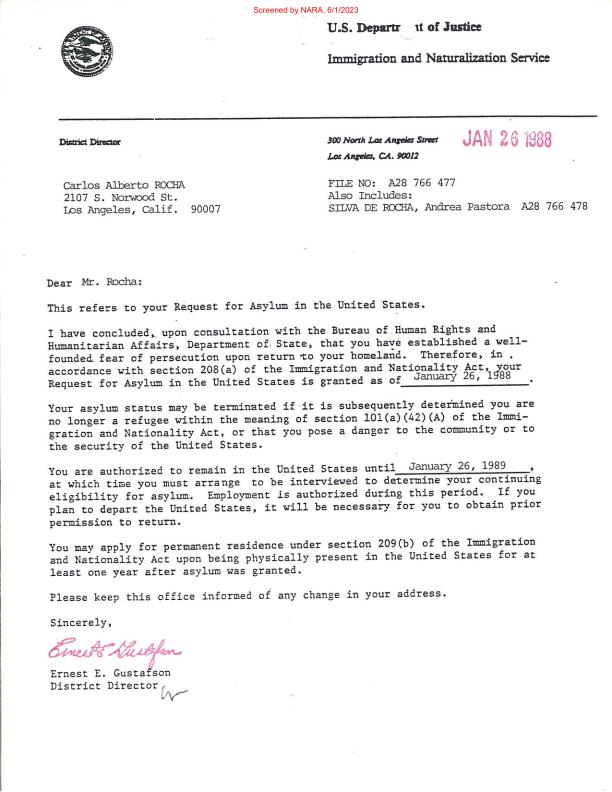 Screened by NARA, 6/1/2023
U.S. Departr it of Justice
Immigration and Naturalization Service
District Director
300 North Los Angeles Street
JAN 26 1988
Los Angeles, CA. 90012
Carlos Alberto ROCHA
2107 S. Norwood St.
Los Angeles, Calif. 90007
FILE NO: A28 766 477
Also Includes:
SILVA DE ROCHA, Andrea Pastora A28 766 478
Dear Mr. Rocha:
This refers to your Request for Asylum in the United States.
I have concluded, upon consultation with the Bureau of Human Rights and
Humanitarian Affairs, Department of State, that you have established a well-
founded fear of persecution upon return to your homeland. Therefore, in
accordance with section 208(a) of the Immigration and Nationality Act, your
Request for Asylum in the United States is granted as of January 26, 1988.
Your asylum status may be terminated if it is subsequently determined you are
no longer a refugee within the meaning of section 101(a)(42)(A) of the Immi-
gration and Nationality Act, or that you pose a danger to the community or to
the security of the United States.
You are authorized to remain in the United States until January 26, 1989,
at which time you must arrange to be interviewed to determine your continuing
eligibility for asylum. Employment is authorized during this period. If you
plan to depart the United States, it will be necessary for you to obtain prior
permission to return.
You may apply for permanent residence under section 209(b) of the Immigration
and Nationality Act upon being physically present in the United States for at
least one year after asylum was granted.
Please keep this office informed of any change in your address.
Sincerely,
Ernest E. Gustafson
Ernest E. Gustafson
District Director